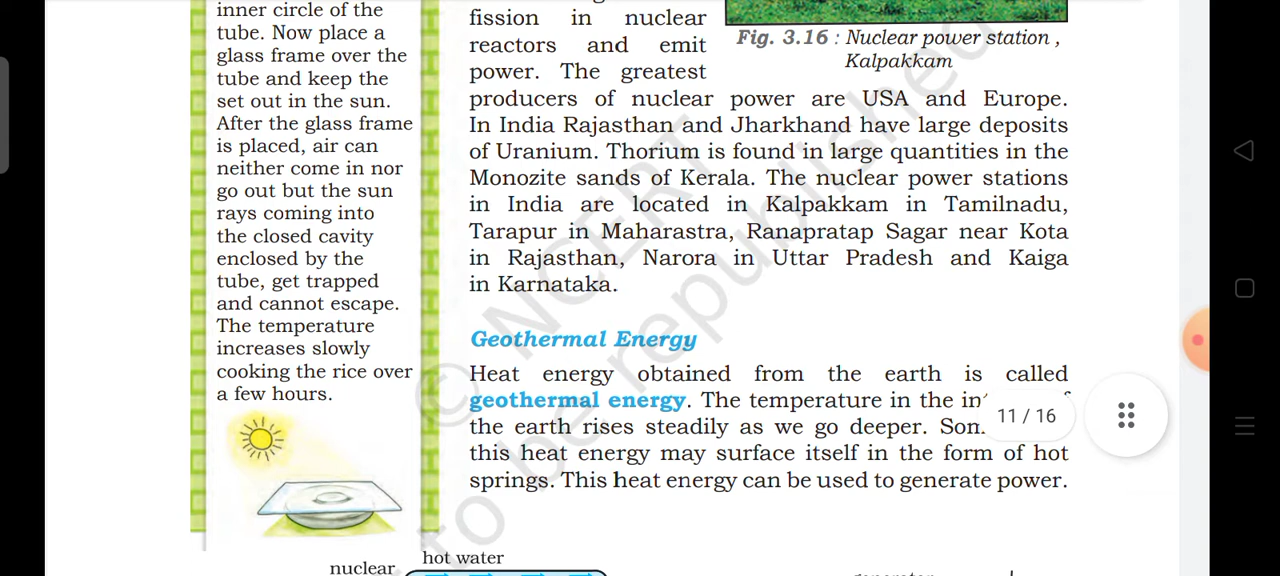 inner circle of the
tube. Now place a
glass frame over the
tube and keep the
set out in the sun.
After the glass frame
is placed, air can
neither come in nor
go out but the sun
rays coming into
the closed cavity
enclosed by the
tube, get trapped
and cannot escape.
The temperature
increases slowly
cooking the rice over
a few hours.
fission in nuclear
reactors and emit
power. The greatest
producers of nuclear power are USA and Europe.
In India Rajasthan and Jharkhand have large deposits
of Uranium. Thorium is found in large quantities in the
Monozite sands of Kerala. The nuclear power stations
in India are located in Kalpakkam in Tamilnadu,
Tarapur in Maharastra, Ranapratap Sagar near Kota
in Rajasthan, Narora in Uttar Pradesh and Kaiga
in Karnataka.
Fig. 3.16 : Nuclear power station ,
Kalpakkam
Geothermal Energy
Heat energy obtained from the earth is called
geothermal energy. The temperature in the
the earth rises steadily as we go deeper.
this heat energy may surface itself in the form of hot
springs. This heat energy can be used to generate power.
11 / 16
nuclear
hot water
© NCERT
to be republished